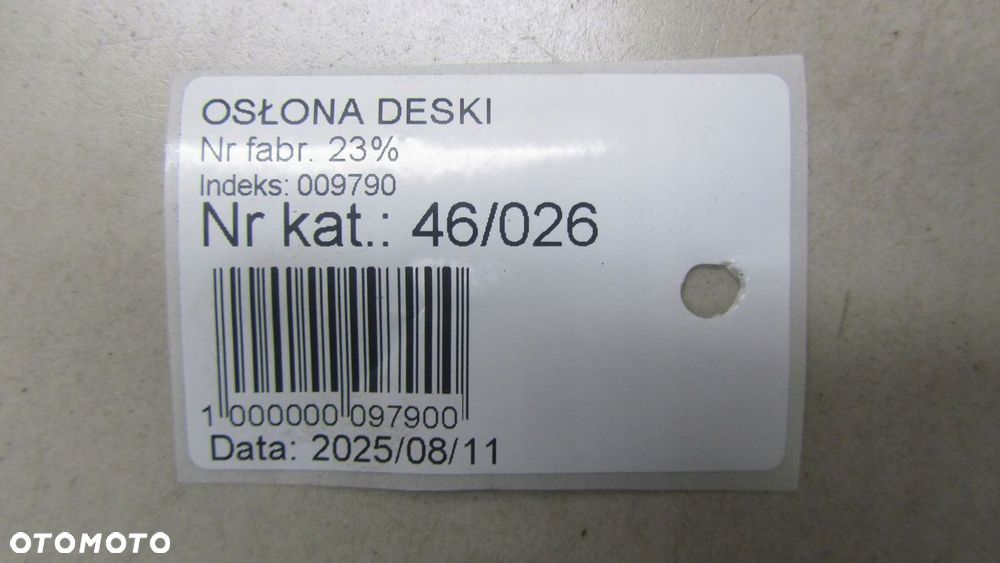 OSŁONA DESKI
Nr fabr. 23%
Indeks: 009790
Nr kat.: 46/026
1 000000 097900
Data: 2025/08/11
OTOMOTO